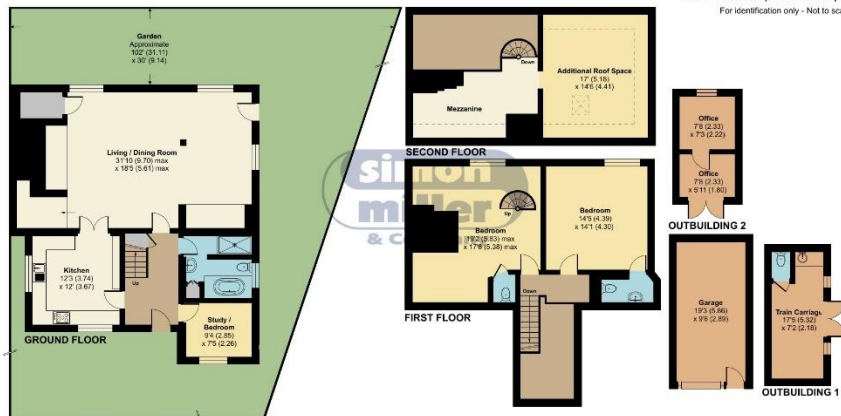 For identification only - Not to sca
Garden
Approximate
102' (31.11)
x 30' (9.14)
Living / Dining Room
31'10 (9.70) max
x 18'5 (5.61) max
Kitchen
12'3 (3.74)
x 12' (3.67)
Up
Study /
Bedroom
9'4 (2.85)
x 7'5 (2.26)
GROUND FLOOR
Down
Mezzanine
Additional Roof Space
17' (5.18)
x 14'6 (4.41)
SECOND FLOOR
simon
miller
& Com
Up
Bedroom
19'2 (5.83) max
x 17'8 (5.38) max
Bedroom
14'5 (4.39)
x 14'1 (4.30)
Down
FIRST FLOOR
Office
7'8 (2.33)
x 7'3 (2.22)
Office
7'8 (2.33)
x 5'11 (1.80)
OUTBUILDING 2
Garage
19'3 (5.86)
x 9'6 (2.89)
Train Carriage
17'5 (5.32)
x 7'2 (2.18)
OUTBUILDING 1